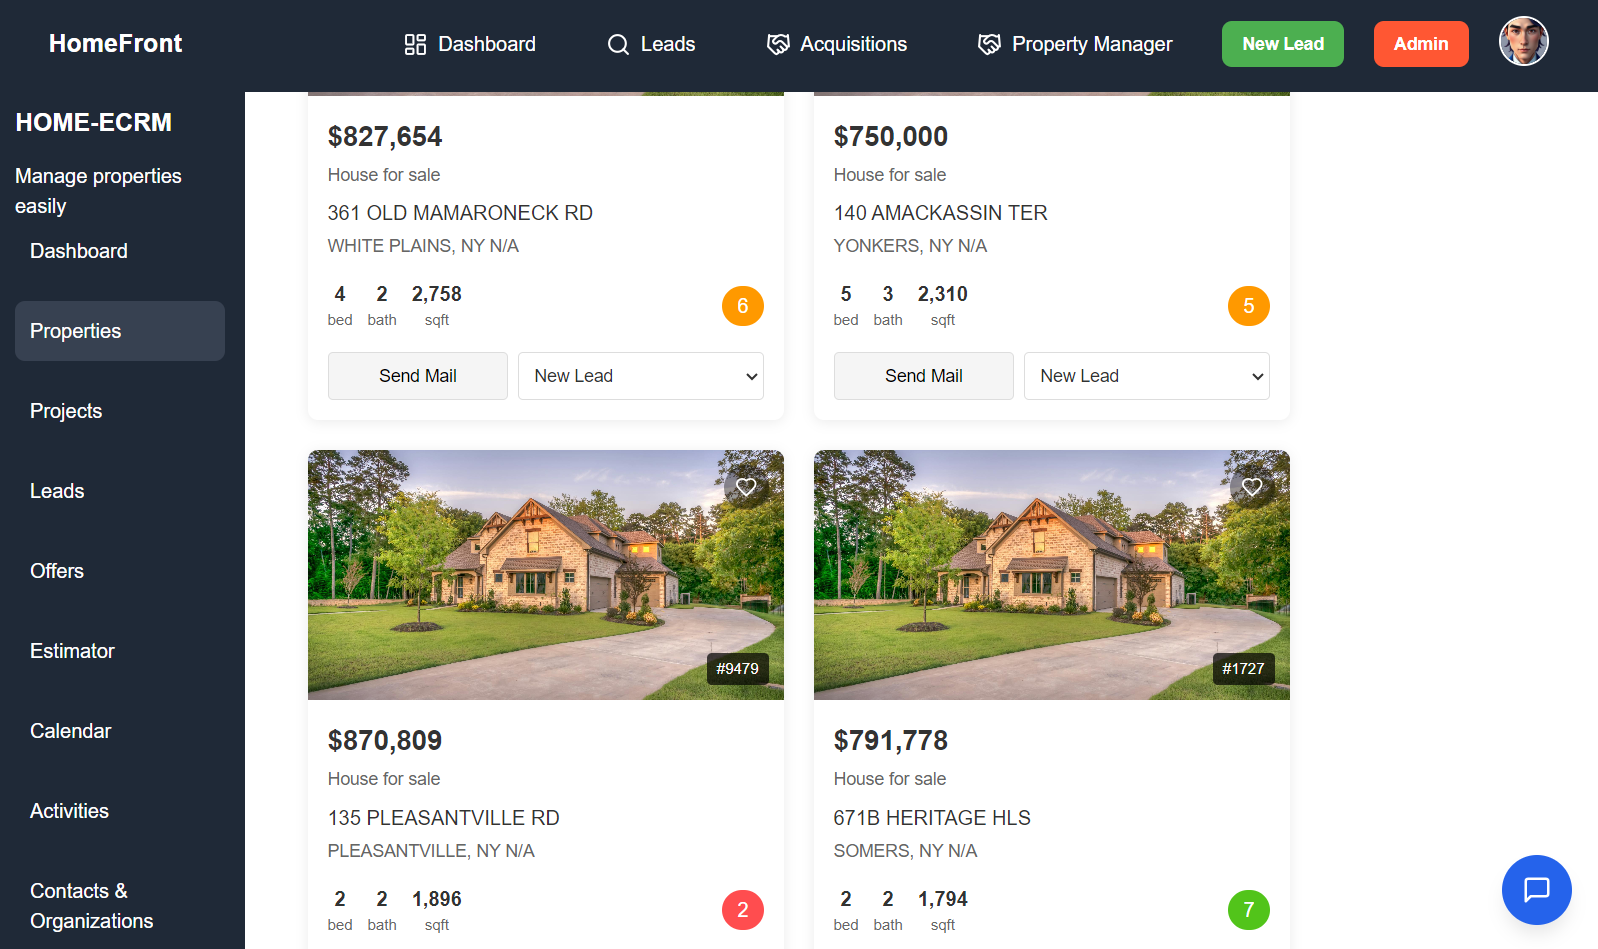 HomeFront
Dashboard
Leads
Acquisitions
Property Manager
New Lead
Admin
HOME-ECRM
Manage properties
easily
Dashboard
Properties
Projects
Leads
Offers
Estimator
Calendar
Activities
Contacts &
Organizations
$827,654
House for sale
361 OLD MAMARONECK RD
WHITE PLAINS, NY N/A
4 2 2,758
bed bath sqft
6
Send Mail
New Lead
$750,000
House for sale
140 AMACKASSIN TER
YONKERS, NY N/A
5 3 2,310
bed bath sqft
5
Send Mail
New Lead
#9479
$870,809
House for sale
135 PLEASANTVILLE RD
PLEASANTVILLE, NY N/A
2 2 1,896
bed bath sqft
2
#1727
$791,778
House for sale
671B HERITAGE HLS
SOMERS, NY N/A
2 2 1,794
bed bath sqft
7